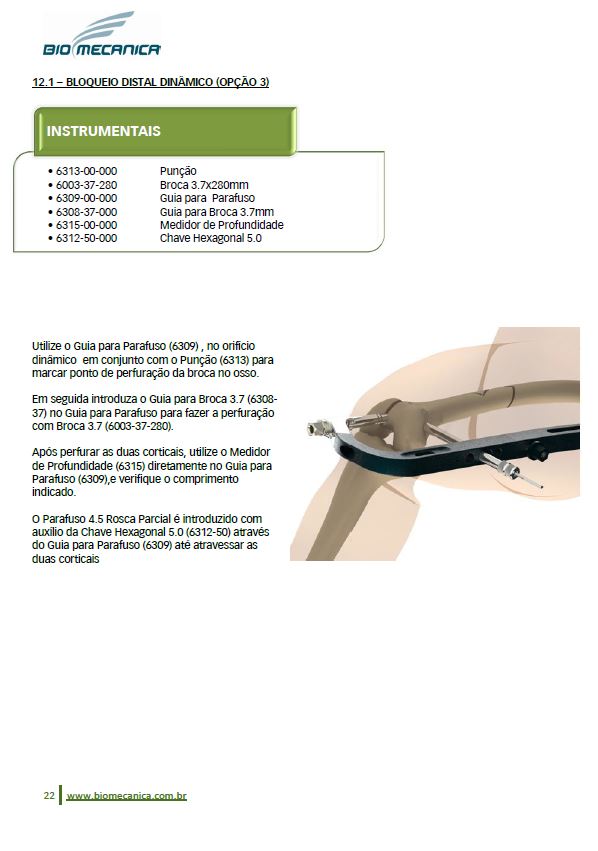 BIOMECANICA
12.1 – BLOQUEIO DISTAL DINÂMICO (OPÇÃO 3)
INSTRUMENTAIS
• 6313-00-000 Punção
• 6003-37-280 Broca 3.7x280mm
• 6309-00-000 Guia para Parafuso
• 6308-37-000 Guia para Broca 3.7mm
• 6315-00-000 Medidor de Profundidade
• 6312-50-000 Chave Hexagonal 5.0
Utilize o Guia para Parafuso (6309) , no orifício
dinâmico em conjunto com o Punção (6313) para
marcar ponto de perfuração da broca no osso.
Em seguida introduza o Guia para Broca 3.7 (6308-
37) no Guia para Parafuso para fazer a perfuração
com Broca 3.7 (6003-37-280).
Após perfurar as duas corticais, utilize o Medidor
de Profundidade (6315) diretamente no Guia para
Parafuso (6309),e verifique o comprimento
indicado.
O Parafuso 4.5 Rosca Parcial é introduzido com
auxílio da Chave Hexagonal 5.0 (6312-50) através
do Guia para Parafuso (6309) até atravessar as
duas corticais
22 www.biomecanica.com.br